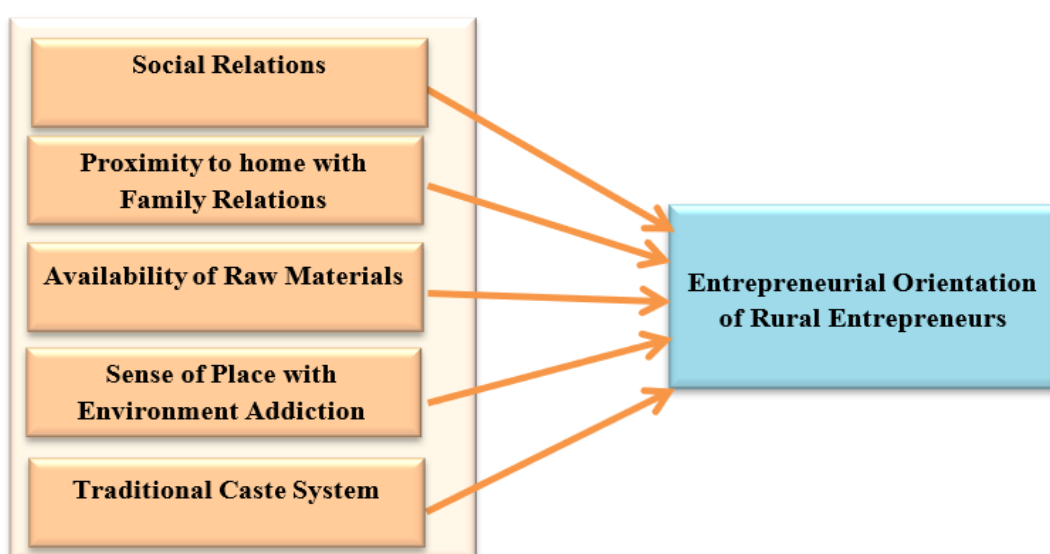 Social Relations
Proximity to home with
Family Relations
Availability of Raw Materials
Sense of Place with
Environment Addiction
Traditional Caste System
Entrepreneurial Orientation
of Rural Entrepreneurs